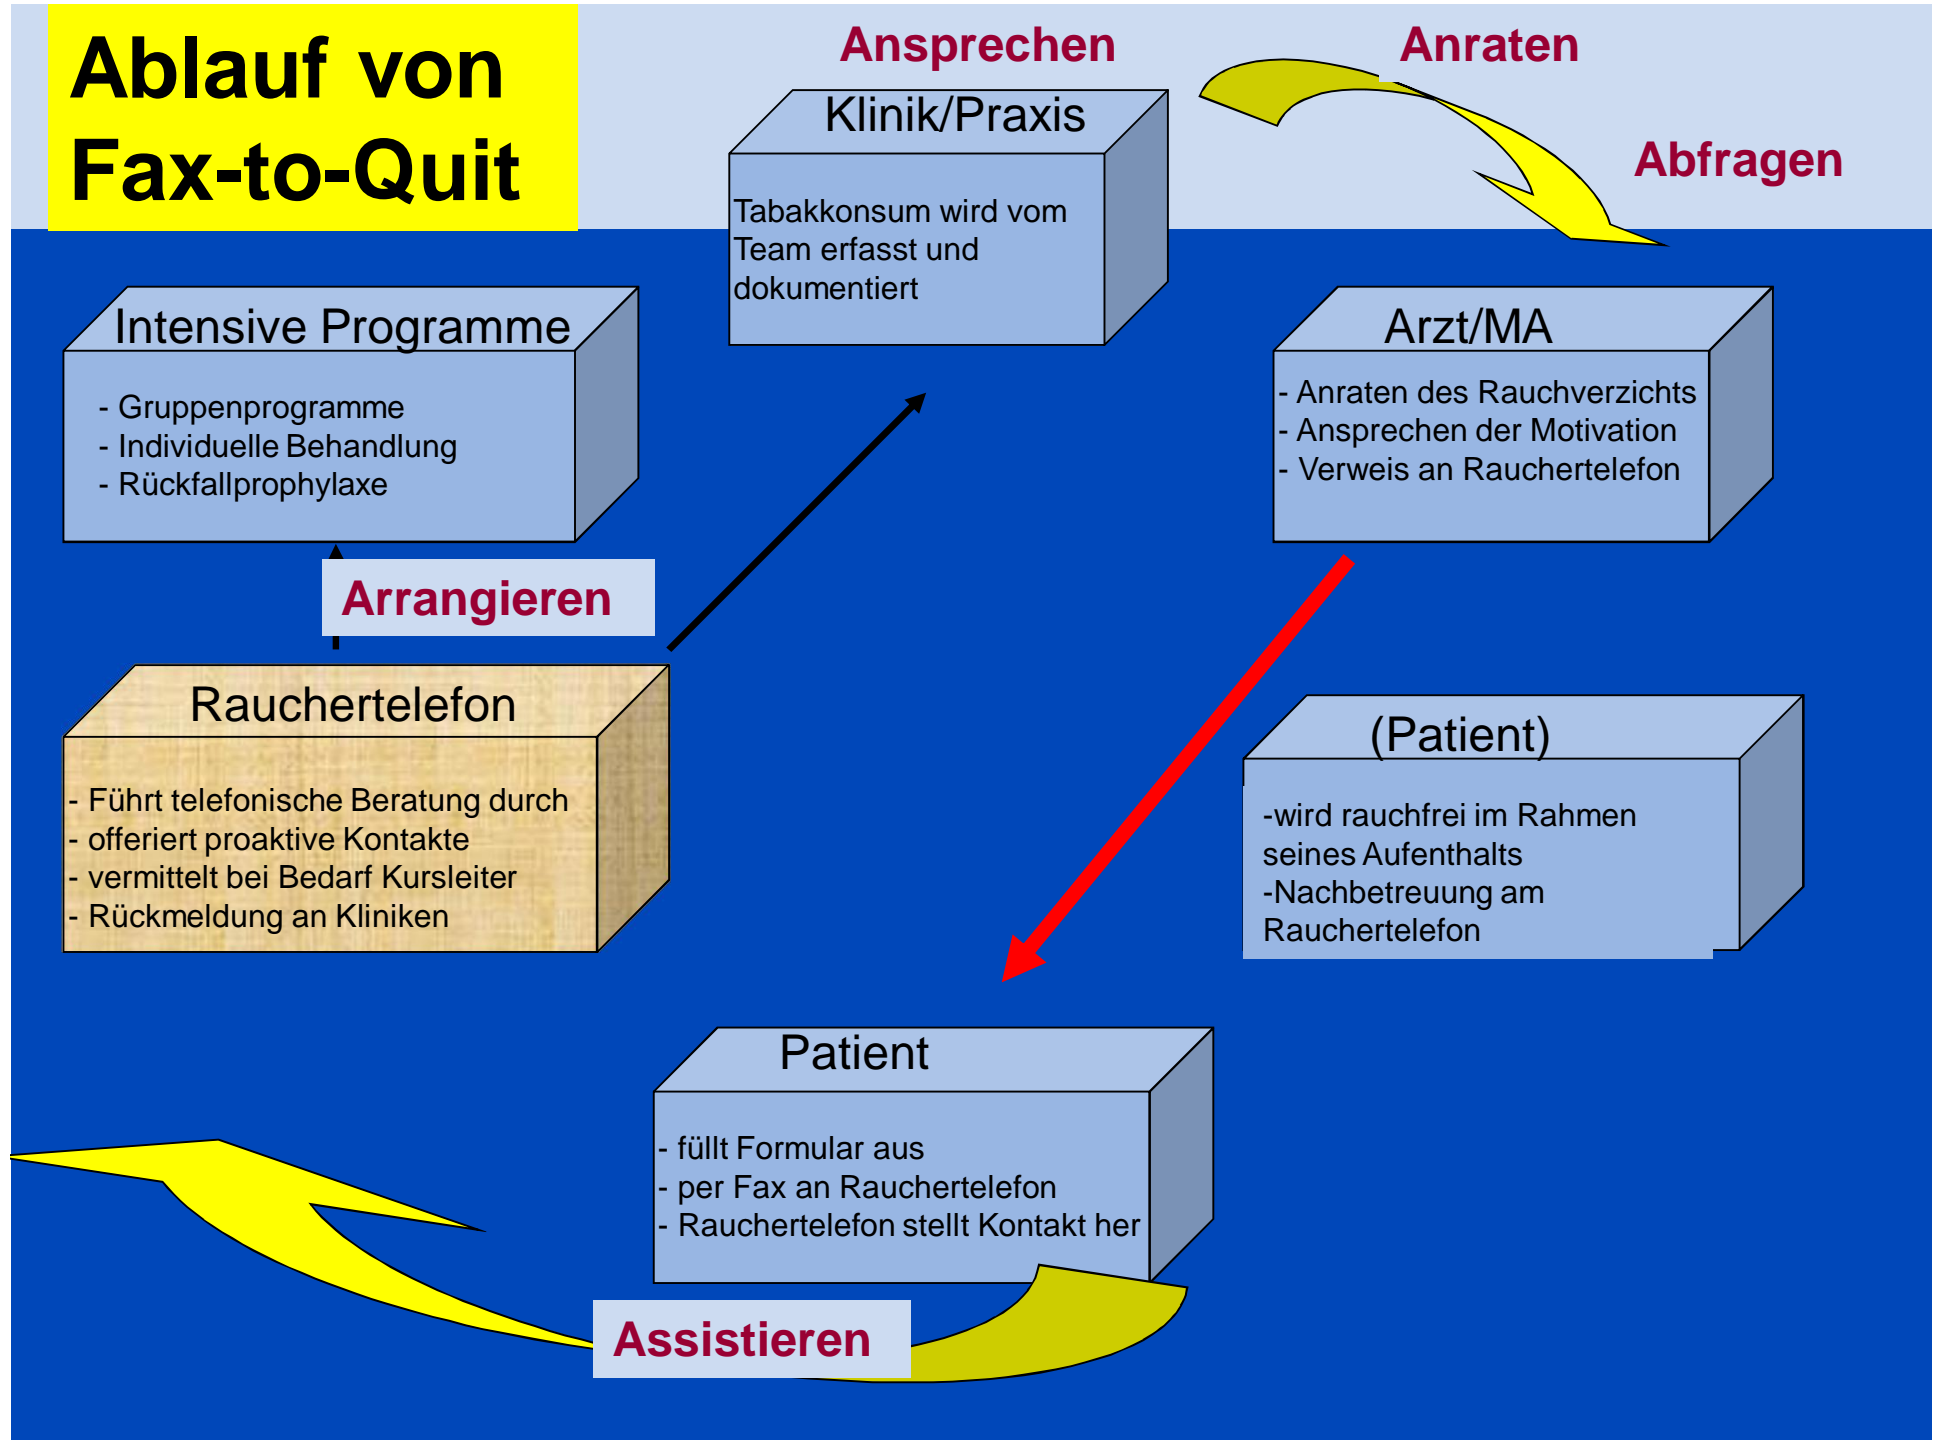 Ablauf von
Fax-to-Quit
Ansprechen
Anraten
Abfragen
Klinik/Praxis
Tabakkonsum wird vom
Team erfasst und
dokumentiert
Intensive Programme
- Gruppenprogramme
- Individuelle Behandlung
- Rückfallprophylaxe
Arzt/MA
- Anraten des Rauchverzichts
- Ansprechen der Motivation
- Verweis an Rauchertelefon
Arrangieren
Rauchertelefon
- Führt telefonische Beratung durch
- offeriert proaktive Kontakte
- vermittelt bei Bedarf Kursleiter
- Rückmeldung an Kliniken
(Patient)
-wird rauchfrei im Rahmen
seines Aufenthalts
-Nachbetreuung am
Rauchertelefon
Patient
- füllt Formular aus
- per Fax an Rauchertelefon
- Rauchertelefon stellt Kontakt her
Assistieren